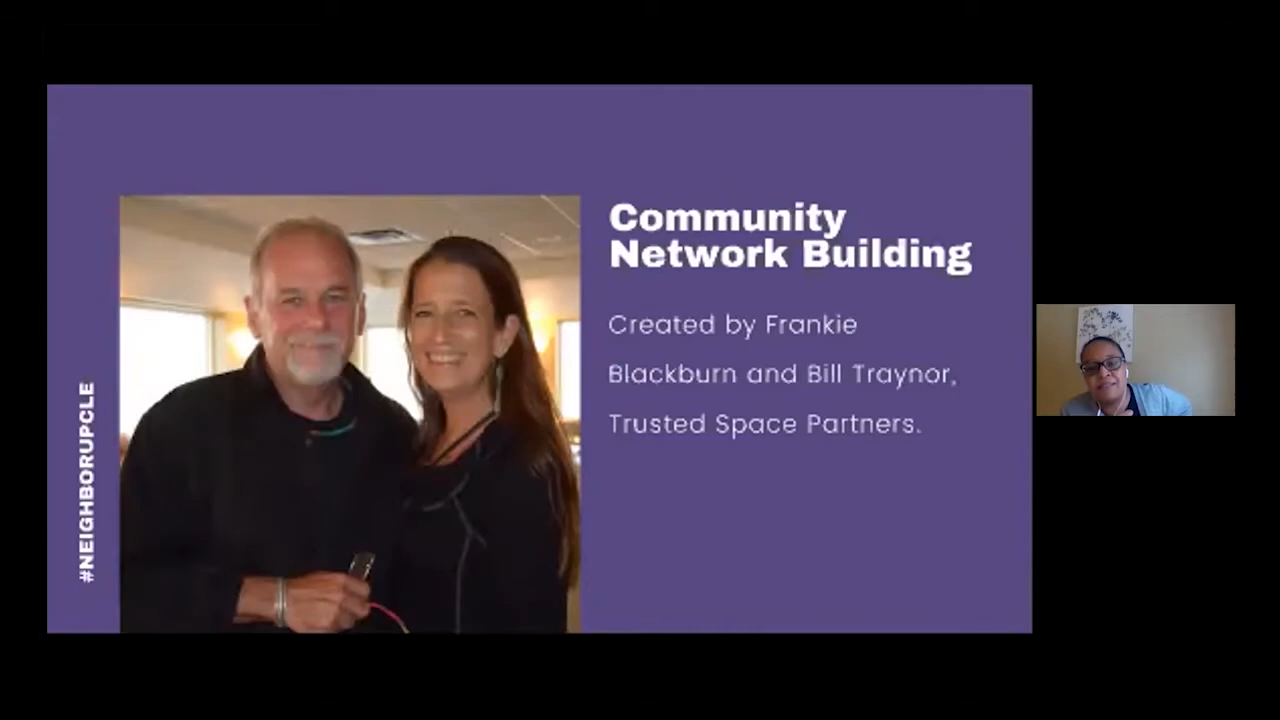 Community
Network Building
Created by Frankie
Blackburn and Bill Traynor,
Trusted Space Partners.
#NEIGHBORUPCLE